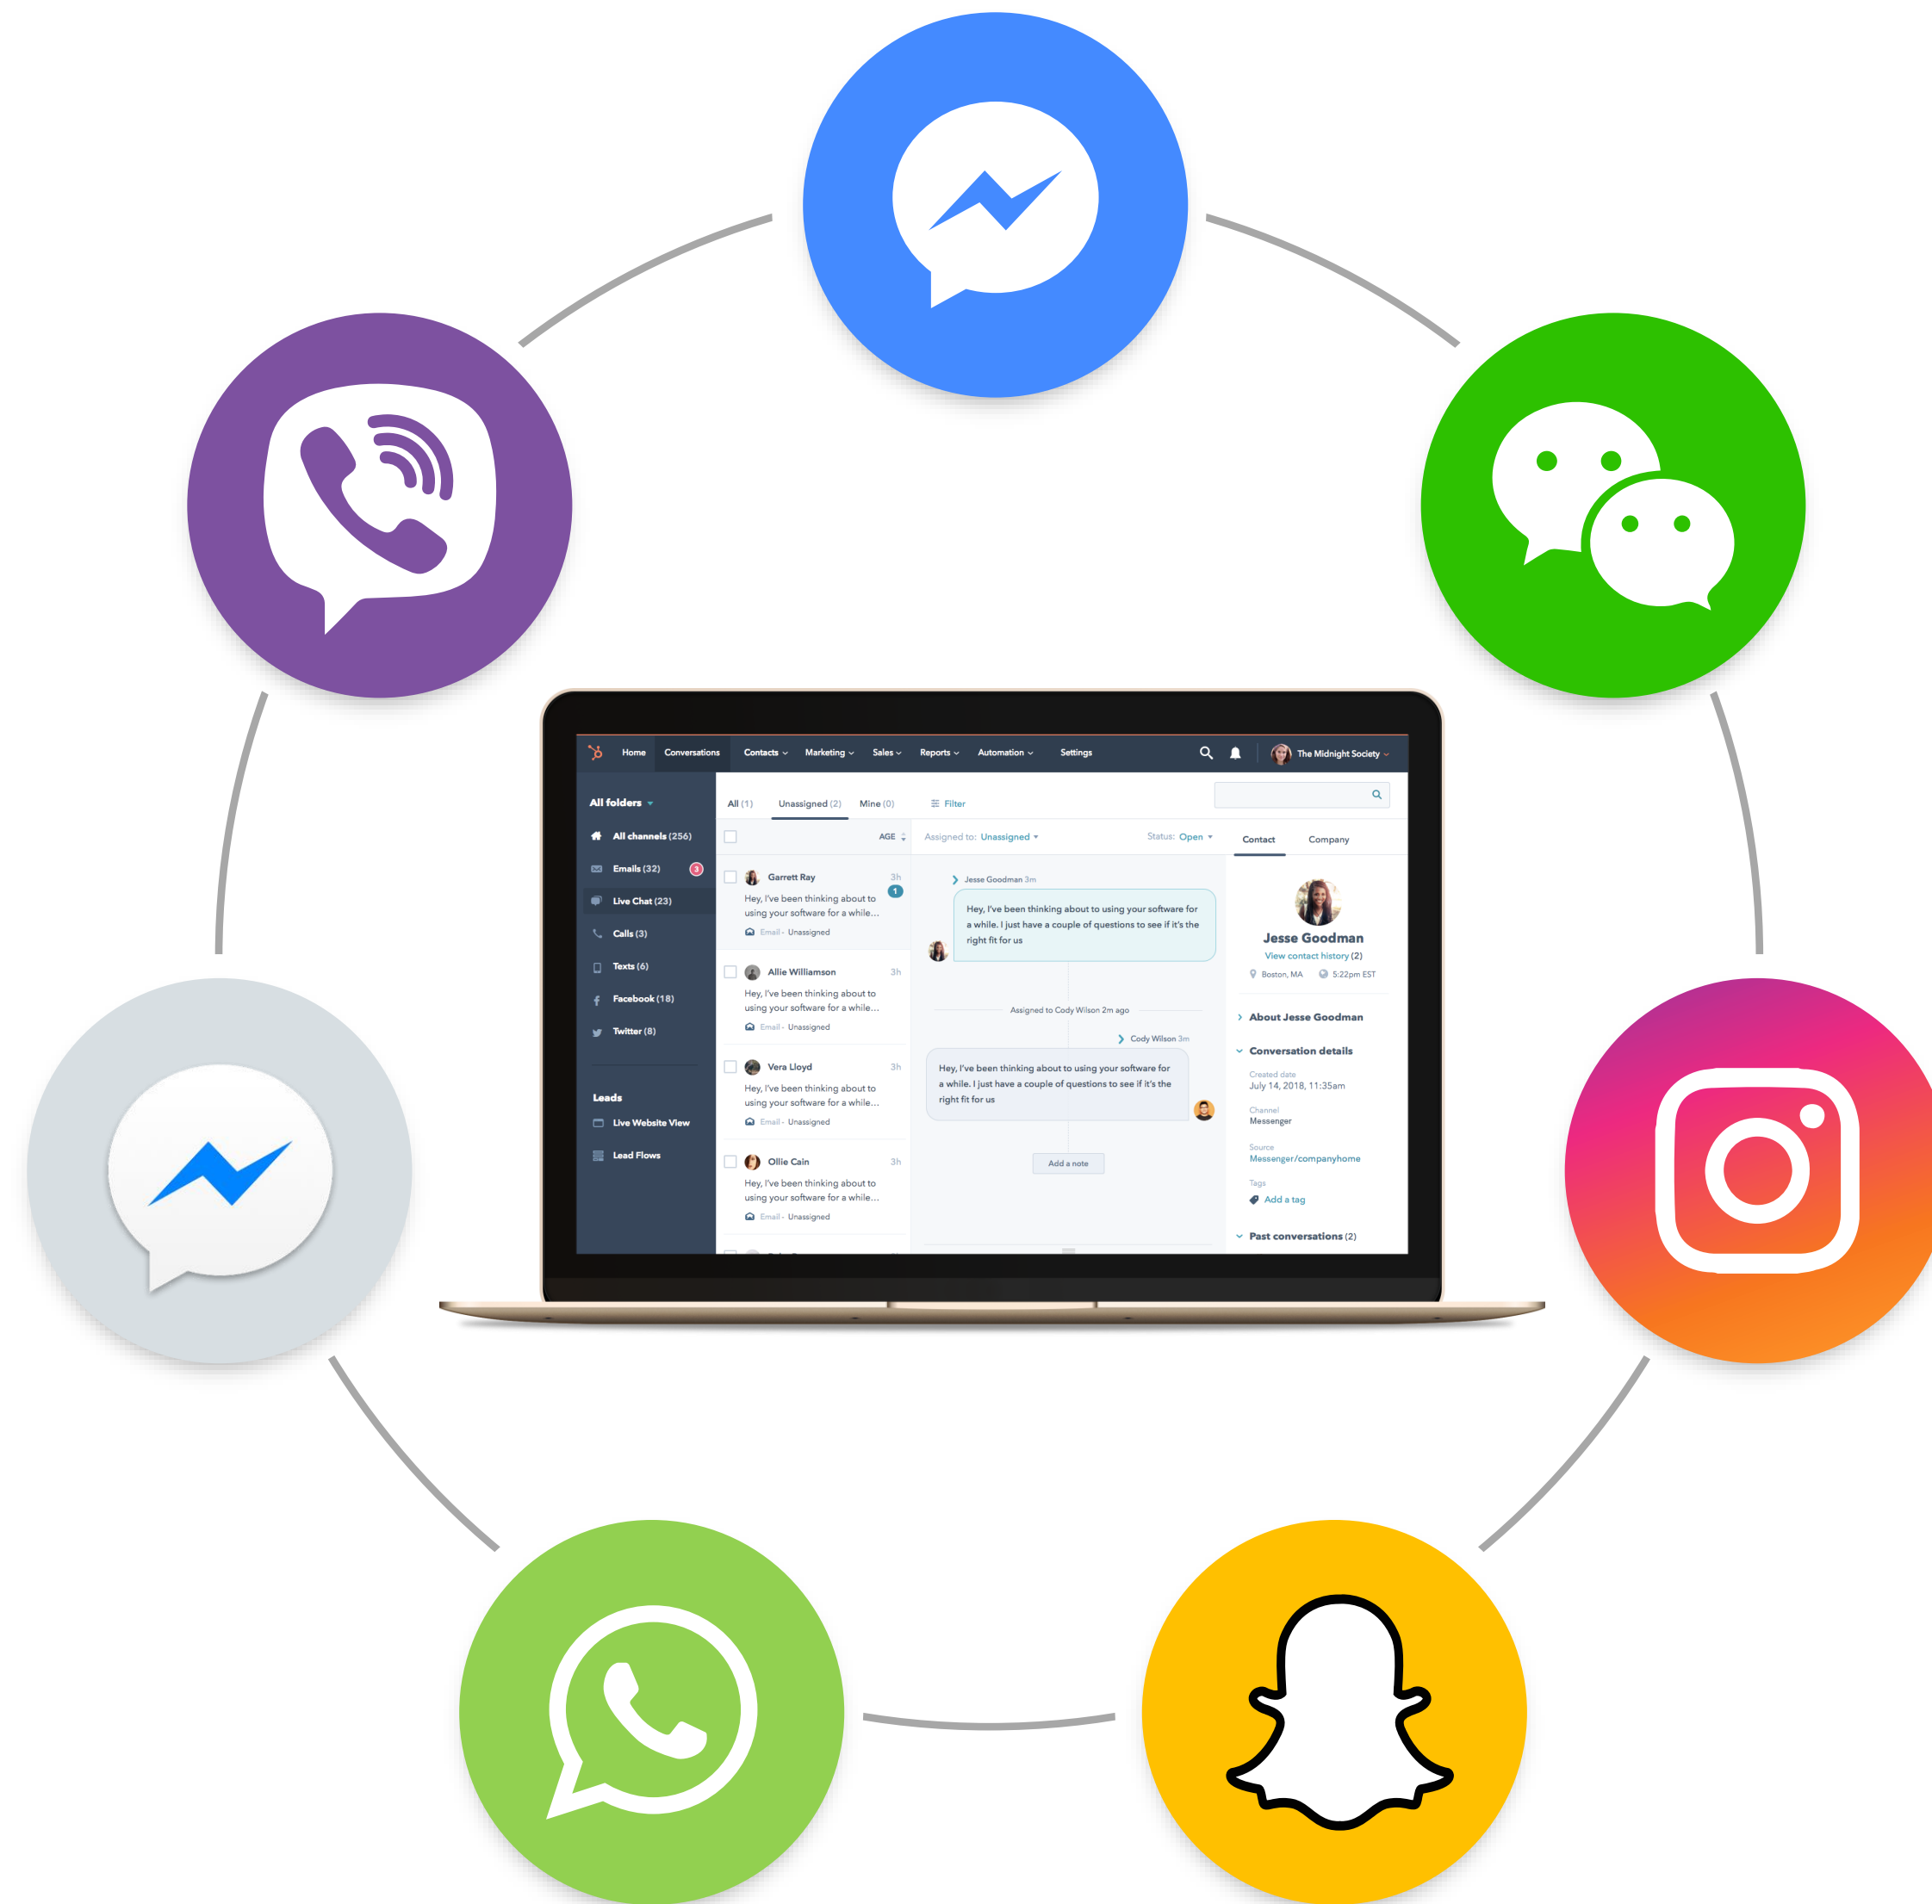 Home Conversations Contacts Marketing Sales Reports Automation Settings The Midnight Society
All folders
All channels (256)
Emails (32) 3
Live Chat (23)
Calls (3)
Texts (6)
Facebook (18)
Twitter (8)
Leads
Live Website View
Lead Flows
All (1) Unassigned (2) Mine (0) Filter
AGE
Garrett Ray 3h
1
Hey, I've been thinking about to
using your software for a while...
Email - Unassigned
Allie Williamson 3h
Hey, I've been thinking about to
using your software for a while...
Email - Unassigned
Vera Lloyd 3h
Hey, I've been thinking about to
using your software for a while...
Email - Unassigned
Ollie Cain 3h
Hey, I've been thinking about to
using your software for a while...
Email - Unassigned
Assigned to: Unassigned Status: Open
Jesse Goodman 3m
Hey, I've been thinking about to using your software for
a while. I just have a couple of questions to see if it's the
right fit for us
Assigned to Cody Wilson 2m ago
Cody Wilson 3m
Hey, I've been thinking about to using your software for
a while. I just have a couple of questions to see if it's the
right fit for us
Add a note
Contact Company
Jesse Goodman
View contact history (2)
Boston, MA 5:22pm EST
About Jesse Goodman
Conversation details
Created date
July 14, 2018, 11:35am
Channel
Messenger
Source
Messenger/companyhome
Tags
Add a tag
Past conversations (2)